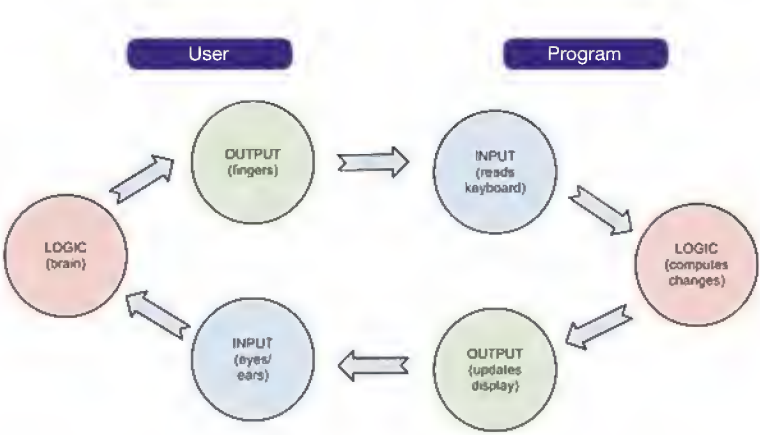 User
Program
OUTPUT
(fingers)
INPUT
(reads
keyboard)
LOGIC
(brain)
LOGIC
(computes
changes)
INPUT
(eyes/
ears)
OUTPUT
(updates
display)